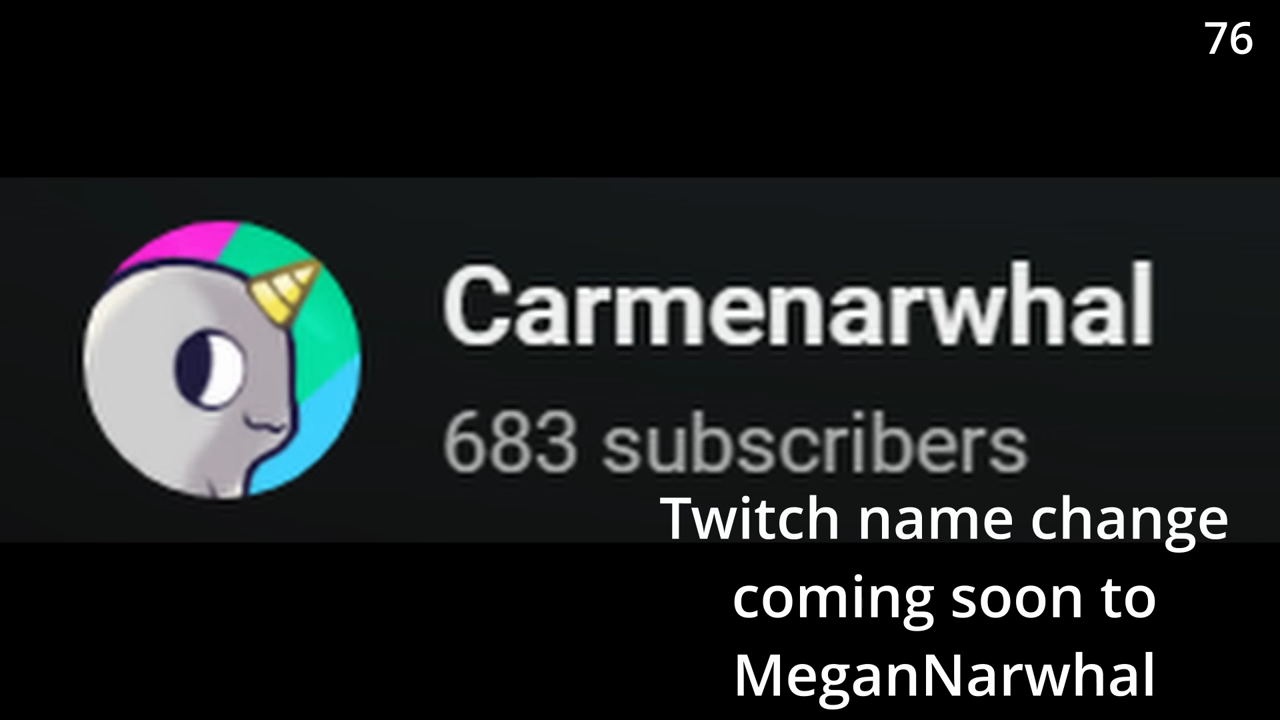 76
Carmenarwhal
683 subscribers
Twitch name change
coming soon to
MeganNarwhal